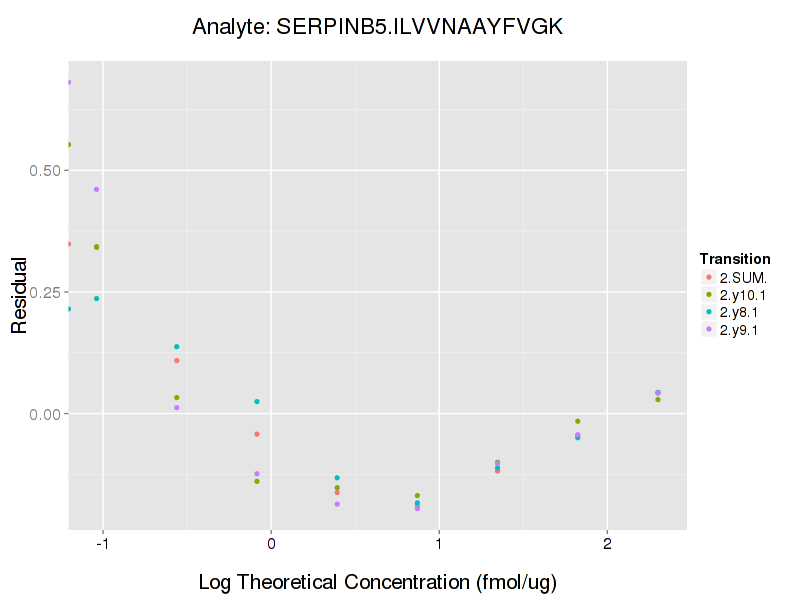 Analyte: SERPINB5.ILVVNAAYFVGK
0.50
0.25
0.00
Residual
-1
0
1
2
Log Theoretical Concentration (fmol/ug)
Transition
2.SUM.
2.y10.1
2.y8.1
2.y9.1